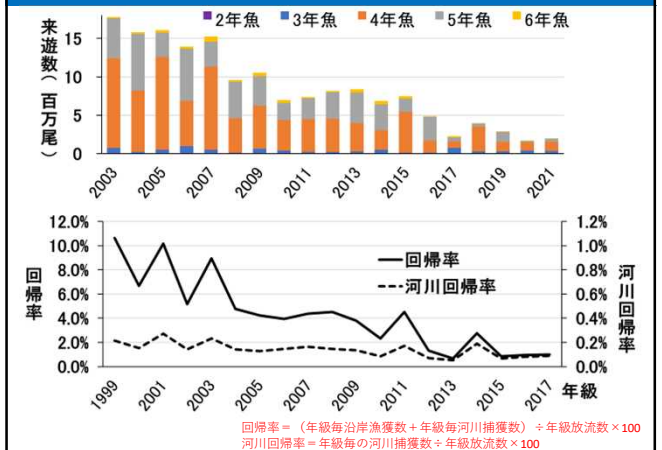 2年魚 3年魚 4年魚 5年魚 6年魚
来遊数(百万尾)
15
10
5
0
2003 2005 2007 2009 2011 2013 2015 2017 2019 2021
12.0% 1.2%
10.0% 1.0%
8.0% 0.8%
6.0% 0.6%
4.0% 0.4%
2.0% 0.2%
0.0% 0.0%
回帰率
回帰率
河川回帰率
河川回帰率
1999 2001 2003 2005 2007 2009 2011 2013 2015 2017 年級
回帰率=(年級毎沿岸漁獲数+年級毎河川捕獲数)÷年級放流数×100
河川回帰率=年級毎の河川捕獲数÷年級放流数×100